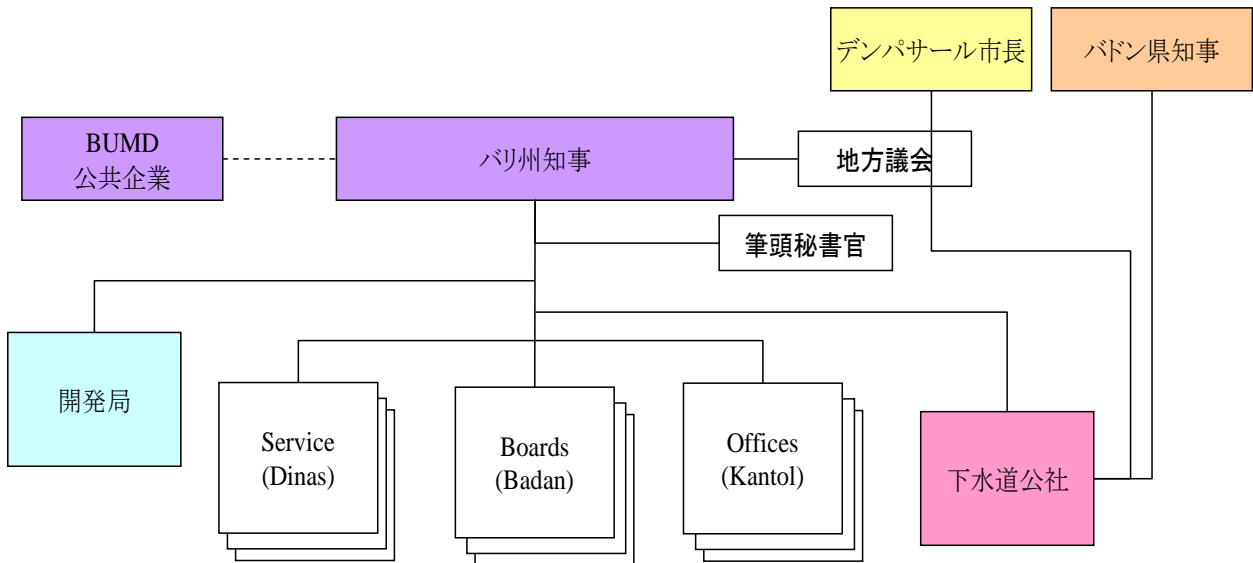 デンパサール市長
バドン県知事
BUMD
公共企業
バリ州知事
地方議会
筆頭秘書官
開発局
Service
(Dinas)
Boards
(Badan)
Offices
(Kantol)
下水道公社